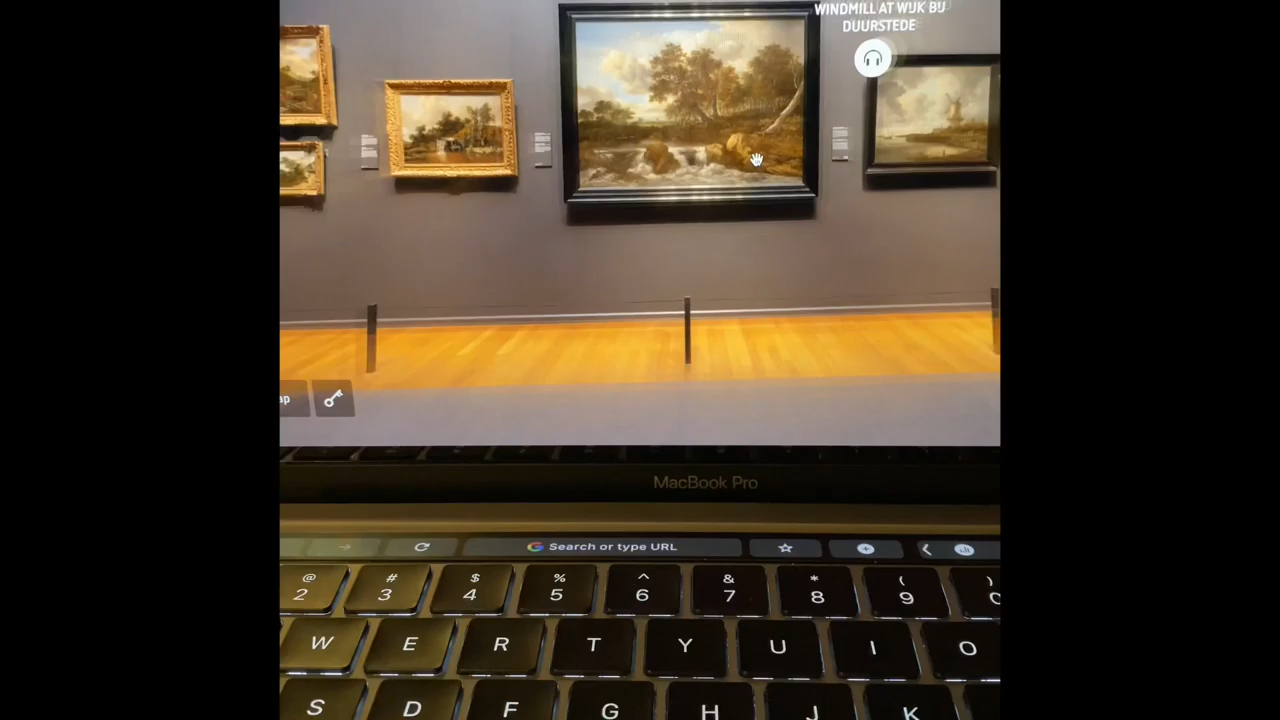 WINDMILL AT WIJK BIJ
DUURSTEDE
ap
MacBook Pro
Search or type URL
@ # $ % ^ & * ( )
2 3 4 5 6 7 8 9 0
W E R T Y U I O
S D F G H J K